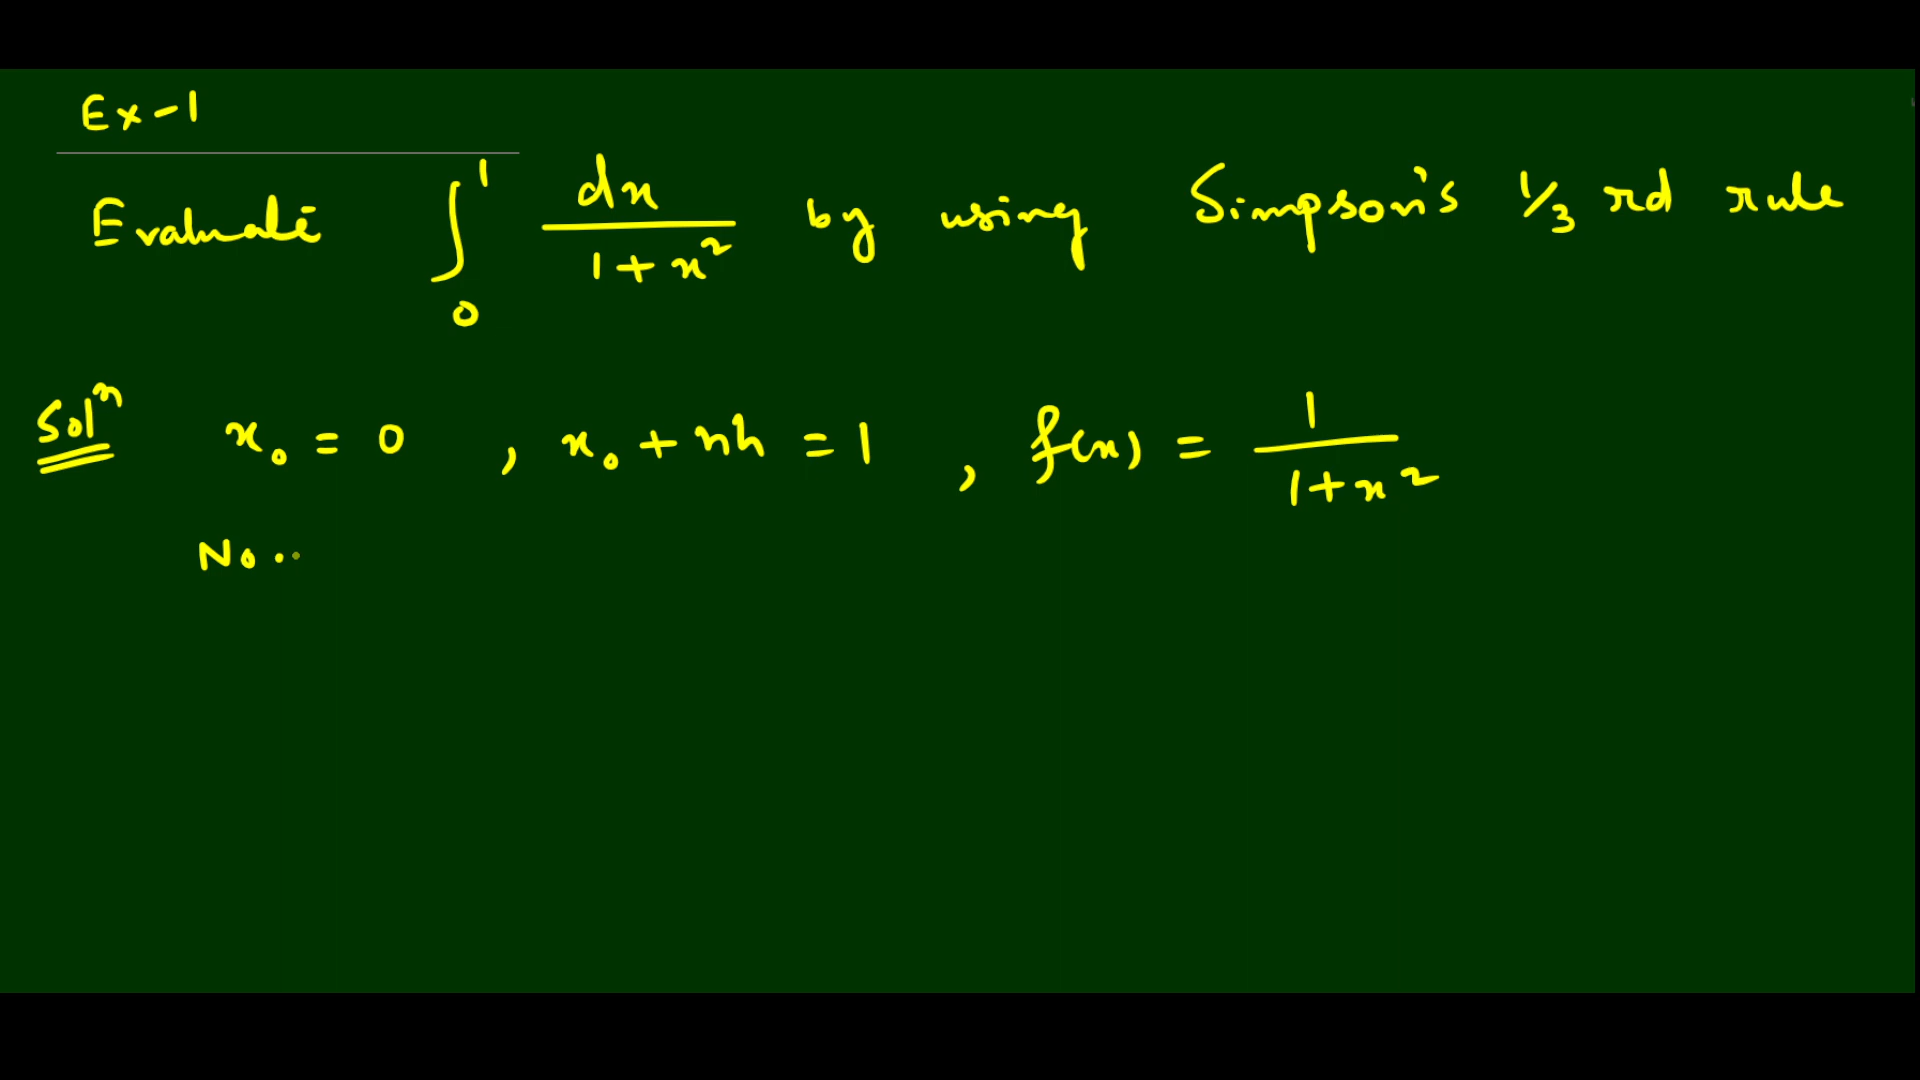 Ex-1
Evaluate ∫₀¹ dx/(1+x²) by using Simpson's 1/3 rd rule
Solⁿ x₀ = 0 , x₀ + nh = 1 , f(x) = 1/(1+x²)
No..